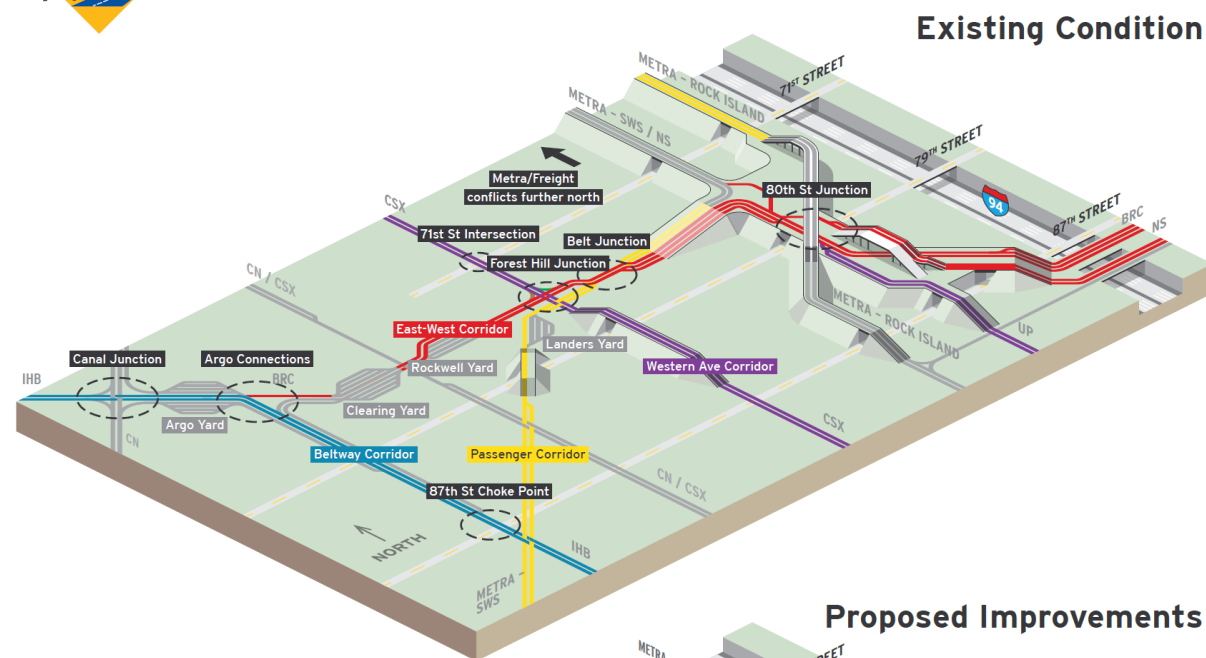 Existing Condition
METRA - ROCK ISLAND
71ST STREET
METRA - SWS / NS
79TH STREET
Metra/Freight
conflicts further north
80th St Junction
94
87TH STREET
BRC
NS
CSX
71st St Intersection
Belt Junction
Forest Hill Junction
CN / CSX
METRA - ROCK ISLAND
UP
East-West Corridor
Landers Yard
Rockwell Yard
Western Ave Corridor
Canal Junction
Argo Connections
IHB
BRC
Clearing Yard
Argo Yard
CN
CSX
Beltway Corridor
Passenger Corridor
CN / CSX
87th St Choke Point
NORTH
IHB
METRA -
SWS
Proposed Improvements
METRA
STREET